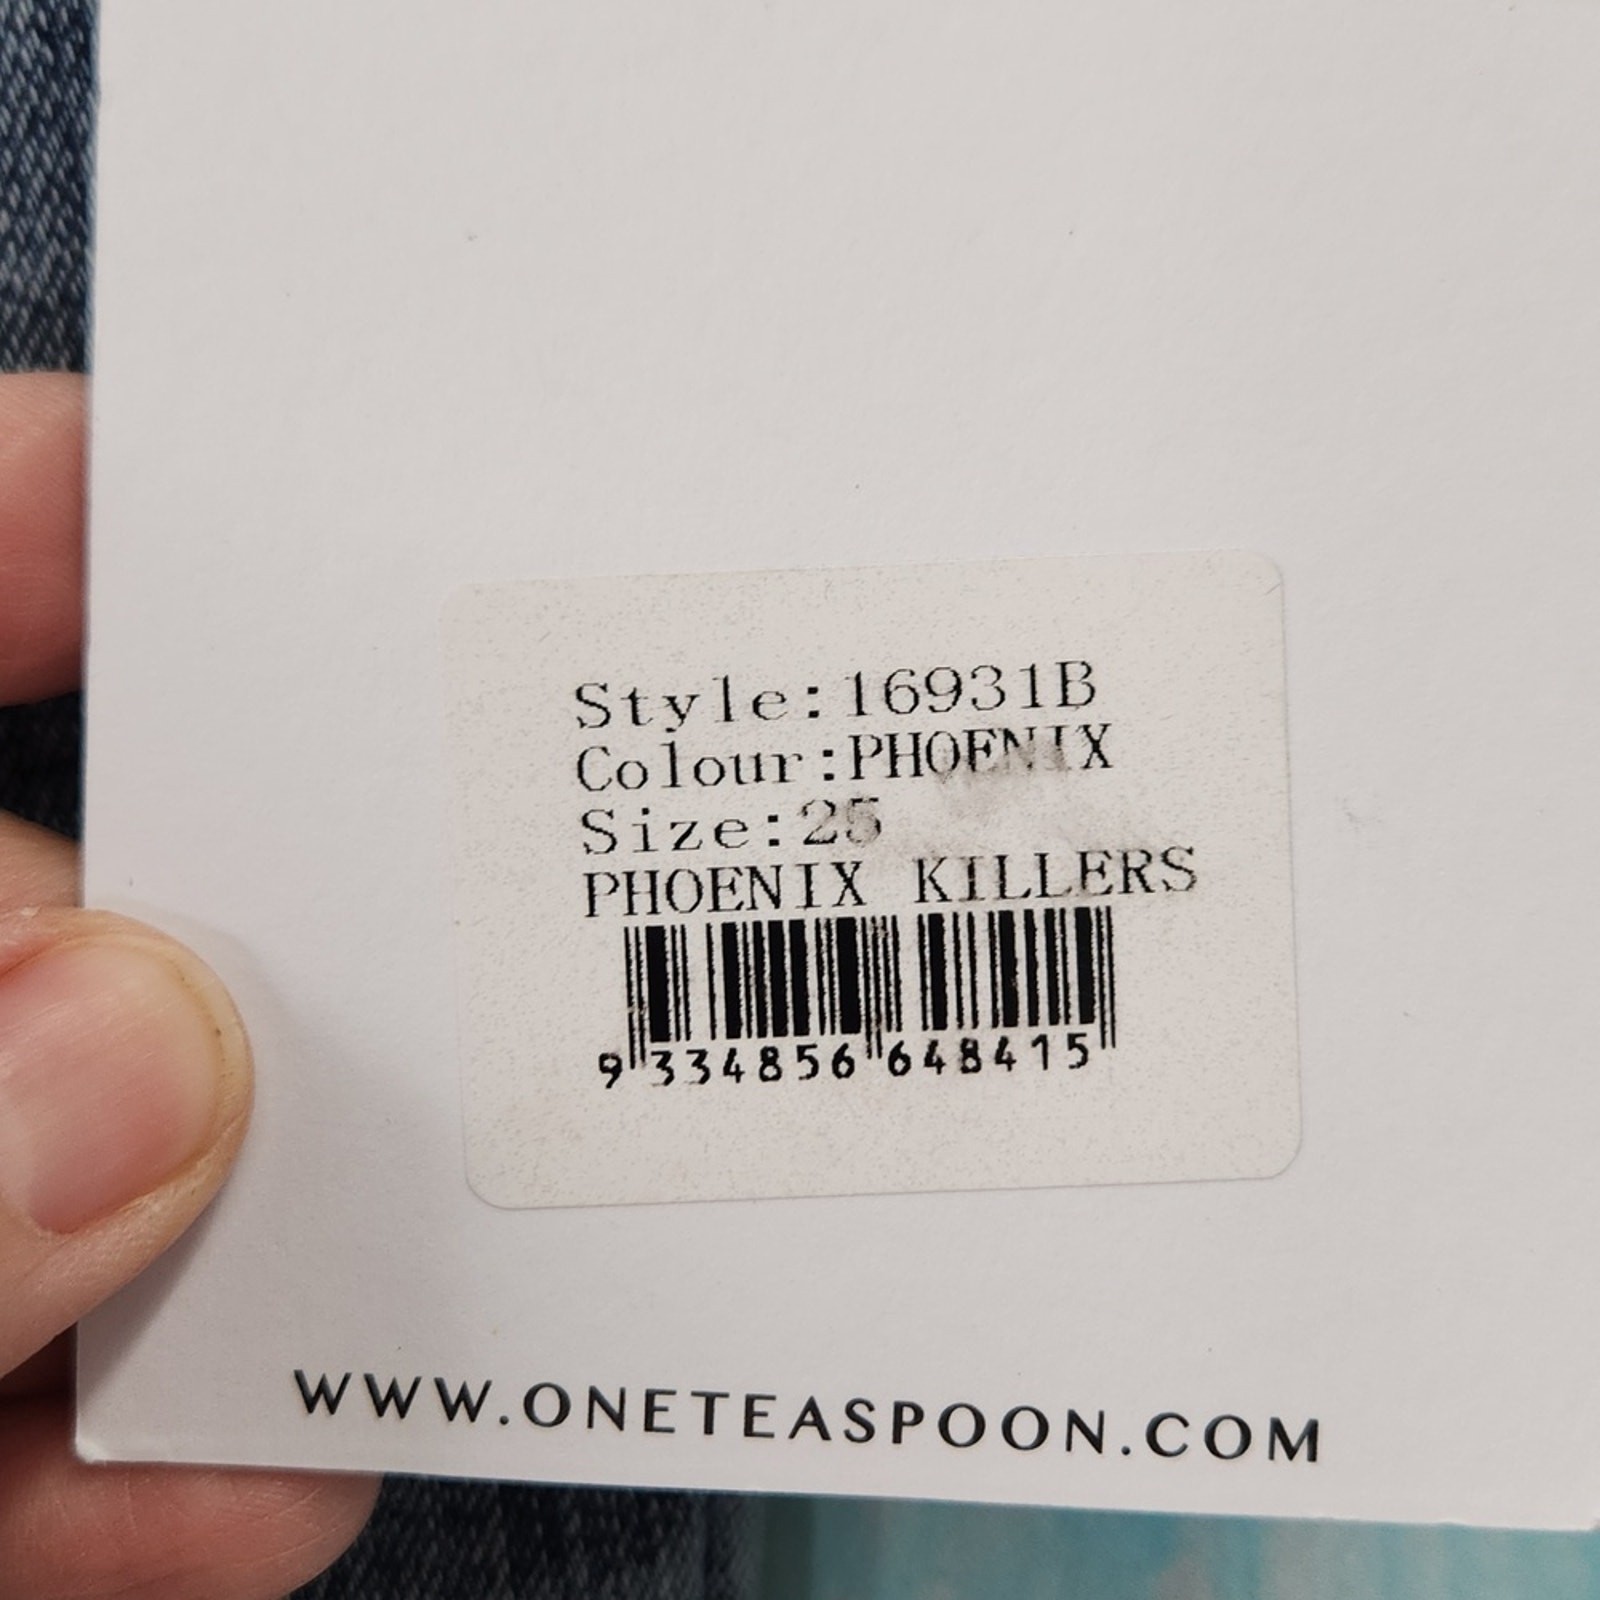 Style:16931B
Colour:PHOENIX
Size:25
PHOENIX KILLERS
9 334856 648415
WWW.ONETEASPOON.COM